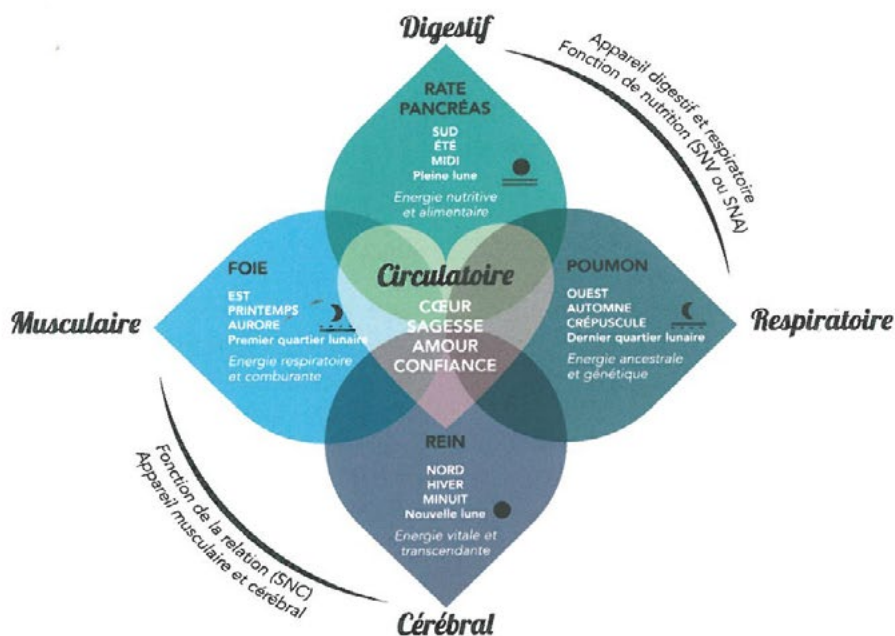 Digestif
Appareil digestif et respiratoire
Fonction de nutrition (SNV ou SNA)
RATE
PANCRÉAS
SUD
ÉTÉ
MIDI
Pleine lune
Energie nutritive
et alimentaire
Musculaire
FOIE
EST
PRINTEMPS
AURORE
Premier quartier lunaire
Energie respiratoire
et comburante
Circulatoire
CŒUR
SAGESSE
AMOUR
CONFIANCE
POUMON
OUEST
AUTOMNE
CRÉPUSCULE
Dernier quartier lunaire
Energie ancestrale
et génétique
Respiratoire
REIN
NORD
HIVER
MINUIT
Nouvelle lune
Energie vitale et
transcendante
Fonction de la relation (SNC)
Appareil musculaire et cérébral
Cérébral